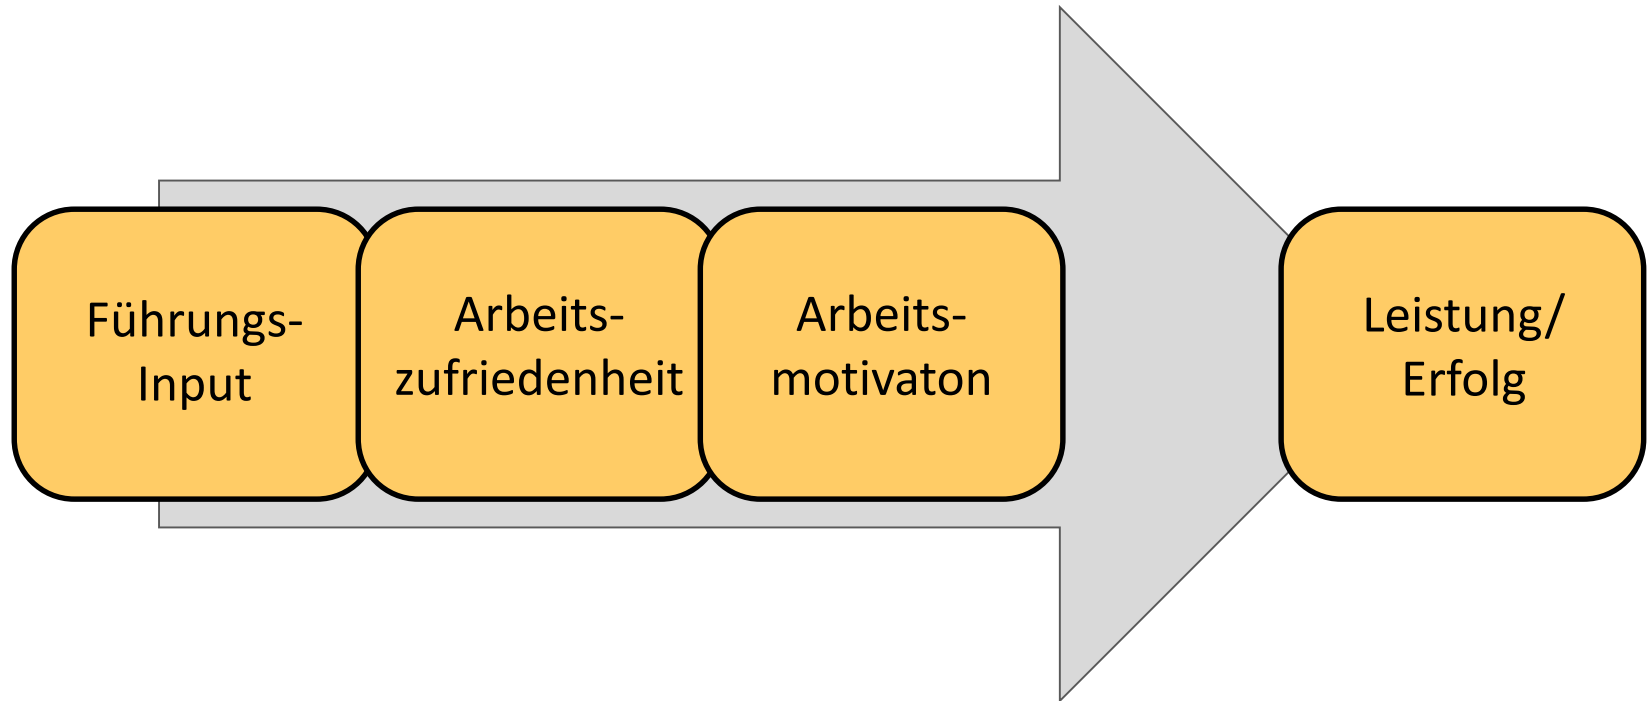 Führungs-
Input
Arbeits-
zufriedenheit
Arbeits-
motivaton
Leistung/
Erfolg